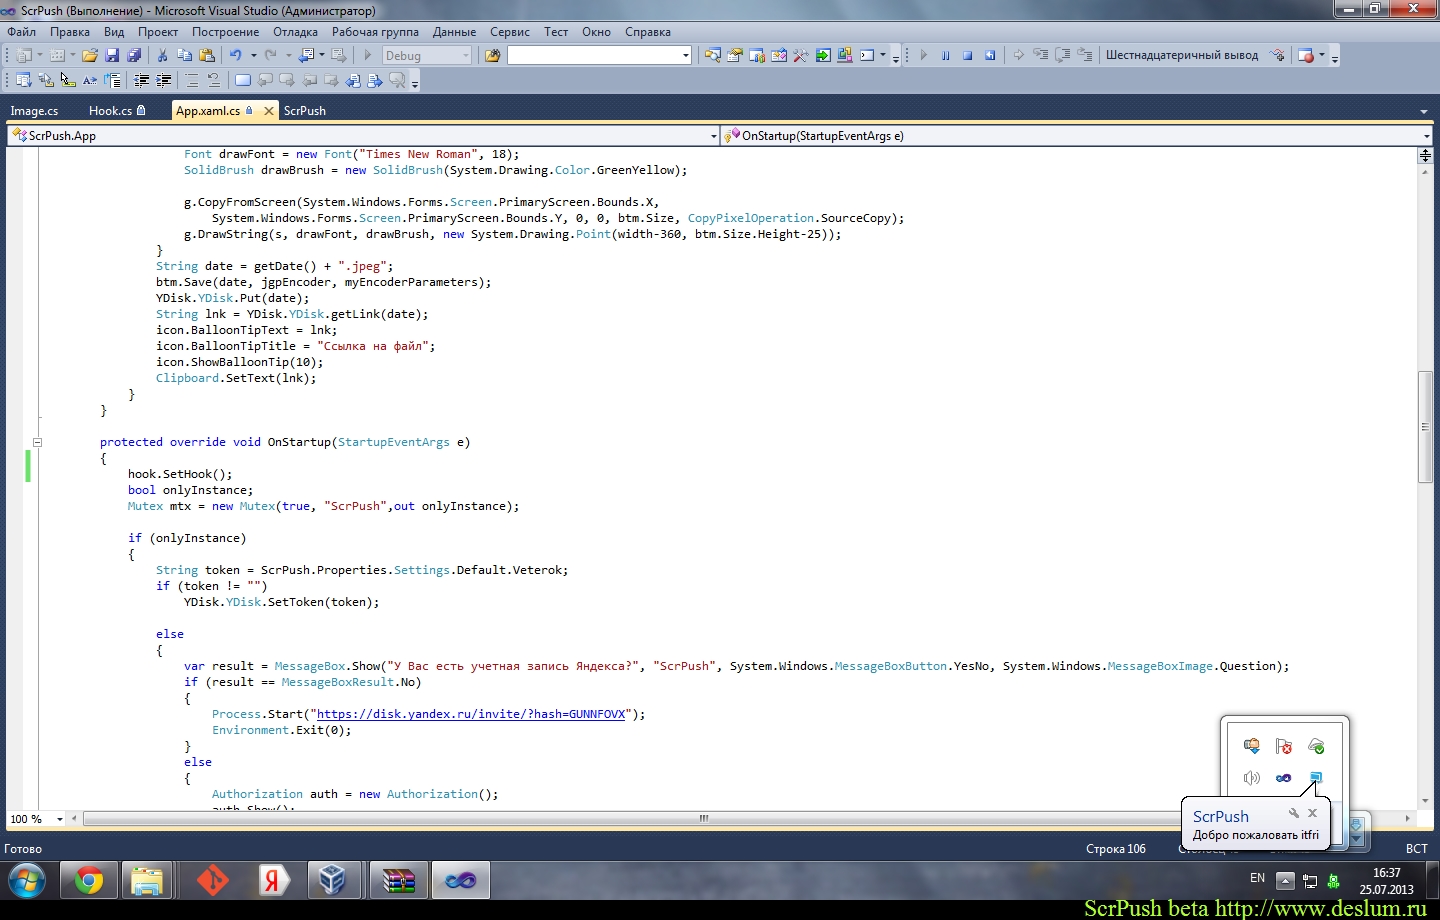 ScrPush (Выполнение) - Microsoft Visual Studio (Администратор)
Файл Правка Вид Проект Построение Отладка Рабочая группа Данные Сервис Тест Окно Справка
Debug
Шестнадцатеричный вывод
Image.cs Hook.cs App.xaml.cs ScrPush
ScrPush.App OnStartup(StartupEventArgs e)
Font drawFont = new Font("Times New Roman", 18);
SolidBrush drawBrush = new SolidBrush(System.Drawing.Color.GreenYellow);
g.CopyFromScreen(System.Windows.Forms.Screen.PrimaryScreen.Bounds.X,
System.Windows.Forms.Screen.PrimaryScreen.Bounds.Y, 0, 0, btm.Size, CopyPixelOperation.SourceCopy);
g.DrawString(s, drawFont, drawBrush, new System.Drawing.Point(width-360, btm.Size.Height-25));
}
String date = getDate() + ".jpeg";
btm.Save(date, jgpEncoder, myEncoderParameters);
YDisk.YDisk.Put(date);
String lnk = YDisk.YDisk.getLink(date);
icon.BalloonTipText = lnk;
icon.BalloonTipTitle = "Ссылка на файл";
icon.ShowBalloonTip(10);
Clipboard.SetText(lnk);
}
}
protected override void OnStartup(StartupEventArgs e)
{
hook.SetHook();
bool onlyInstance;
Mutex mtx = new Mutex(true, "ScrPush",out onlyInstance);
if (onlyInstance)
{
String token = ScrPush.Properties.Settings.Default.Veterok;
if (token != "")
YDisk.YDisk.SetToken(token);
else
{
var result = MessageBox.Show("У Вас есть учетная запись Яндекса?", "ScrPush", System.Windows.MessageBoxButton.YesNo, System.Windows.MessageBoxImage.Question);
if (result == MessageBoxResult.No)
{
Process.Start("https://disk.yandex.ru/invite/?hash=GUNNFOVX");
Environment.Exit(0);
}
else
{
Authorization auth = new Authorization();
auth.Show();
100 %
ScrPush
Добро пожаловать itfri
Готово Строка 106 ВСТ
EN 16:37
25.07.2013
ScrPush beta http://www.deslum.ru